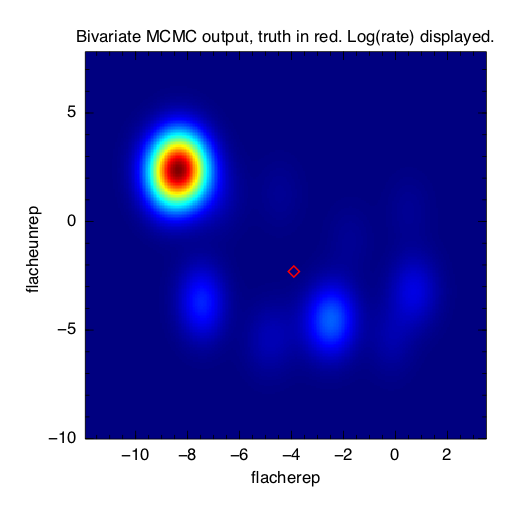 Bivariate MCMC output, truth in red. Log(rate) displayed.
5
0
−5
−10
flacheunrep
−10 −8 −6 −4 −2 0 2
flacherep